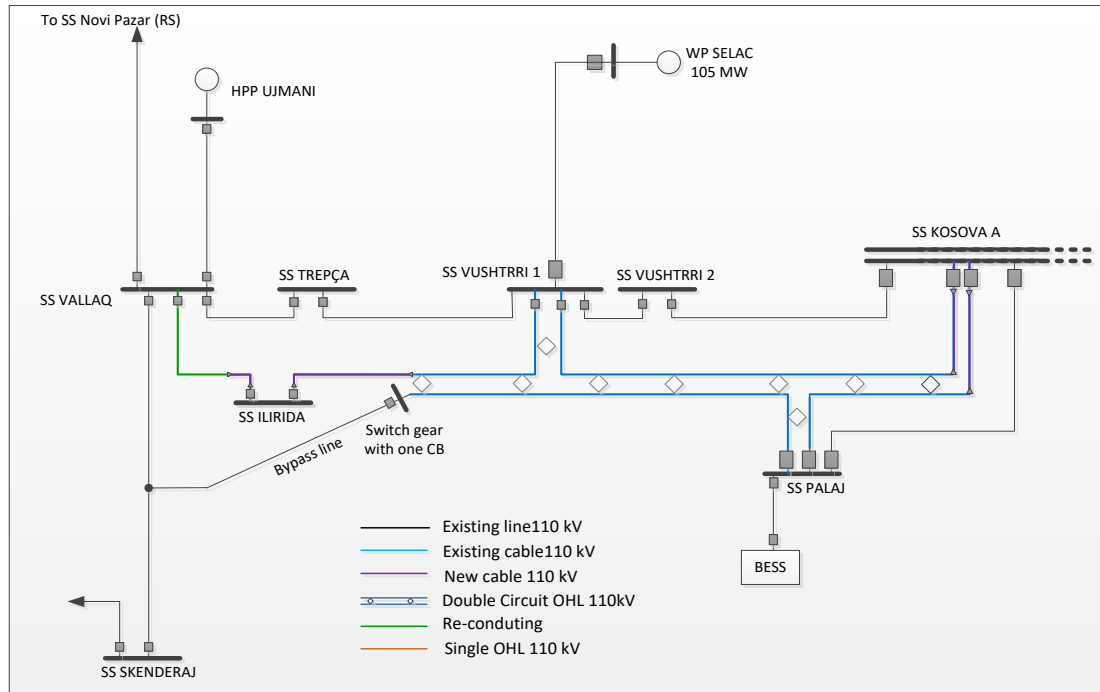 To SS Novi Pazar (RS)
WP SELAC
105 MW
HPP UJMANI
SS KOSOVA A
SS TREPÇA
SS VUSHTRRI 1
SS VUSHTRRI 2
SS VALLAQ
SS ILIRIDA
Switch gear
with one CB
Bypass line
SS PALAJ
Existing line110 kV
Existing cable110 kV
New cable 110 kV
Double Circuit OHL 110kV
Re-conduting
Single OHL 110 kV
BESS
SS SKENDERAJ